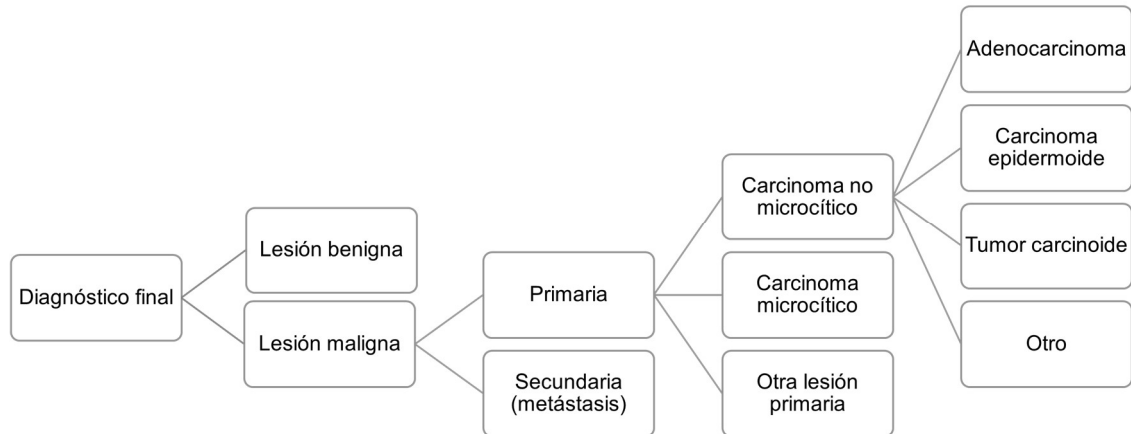 Diagnóstico final
Lesión benigna
Lesión maligna
Primaria
Secundaria
(metástasis)
Carcinoma no
microcítico
Carcinoma
microcítico
Otra lesión
primaria
Adenocarcinoma
Carcinoma
epidermoide
Tumor carcinoide
Otro